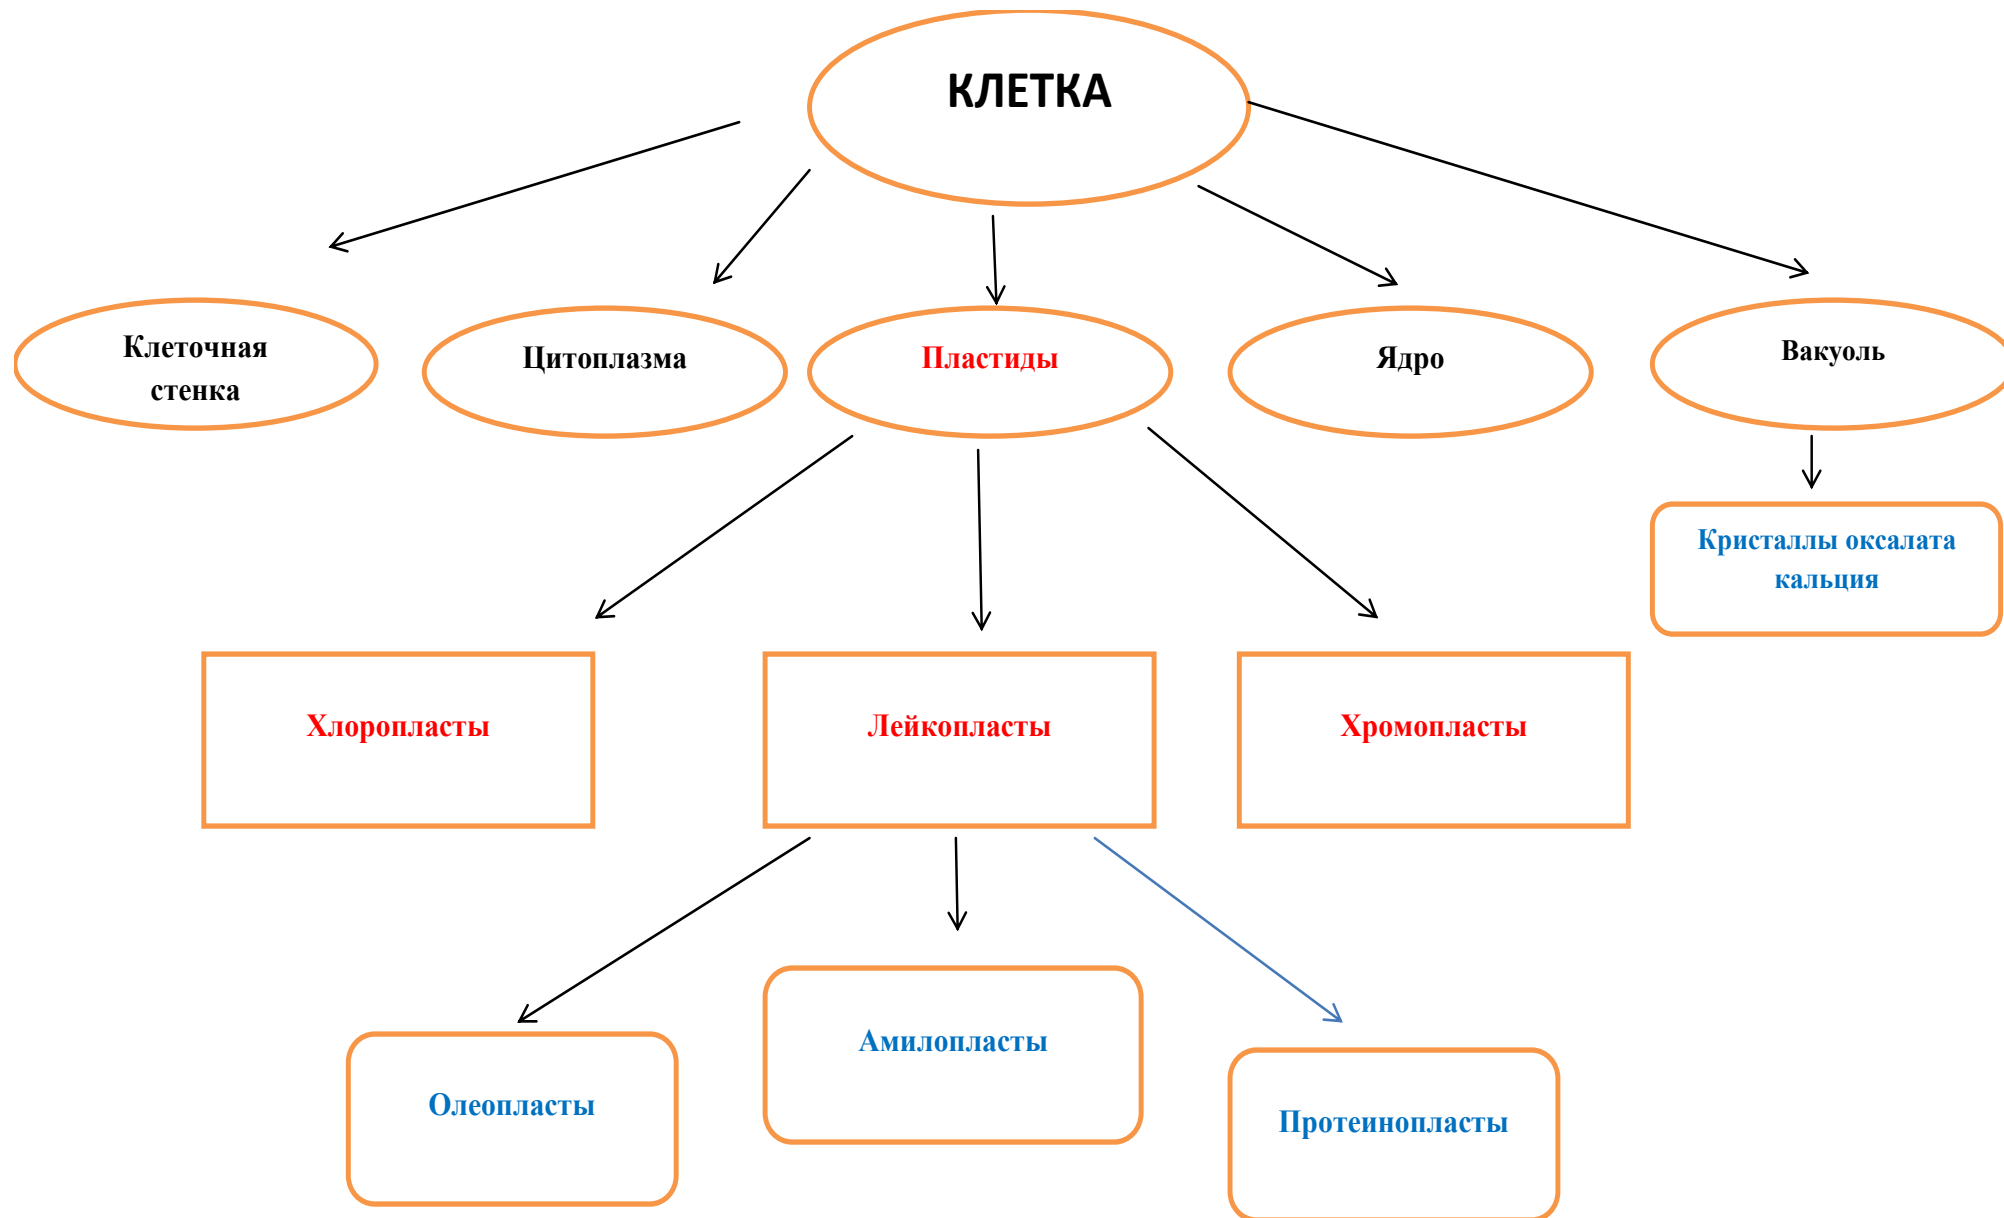 КЛЕТКА
Клеточная
стенка
Цитоплазма
Пластиды
Ядро
Вакуоль
Кристаллы оксалата
кальция
Хлоропласты
Лейкопласты
Хромопласты
Олеопласты
Амилопласты
Протеинопласты